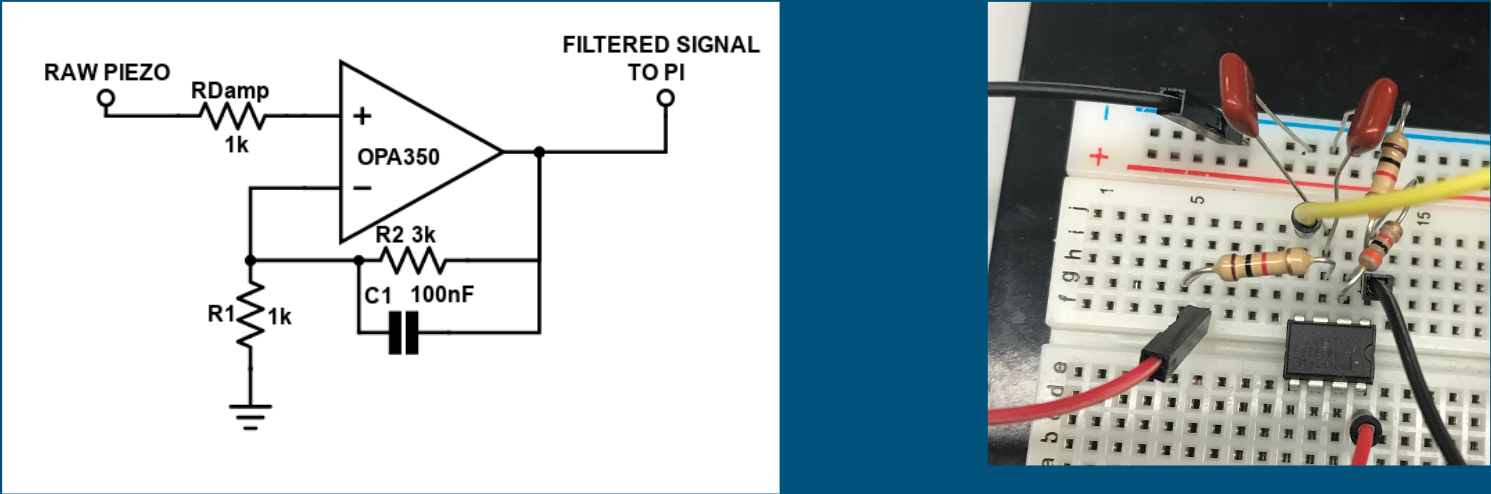 FILTERED SIGNAL
TO PI
RAW PIEZO
RDamp
1k
+
OPA350
−
R2 3k
C1 100nF
R1 1k
−
+
1
5
15
j
i
h
g
f
e
d
b
a